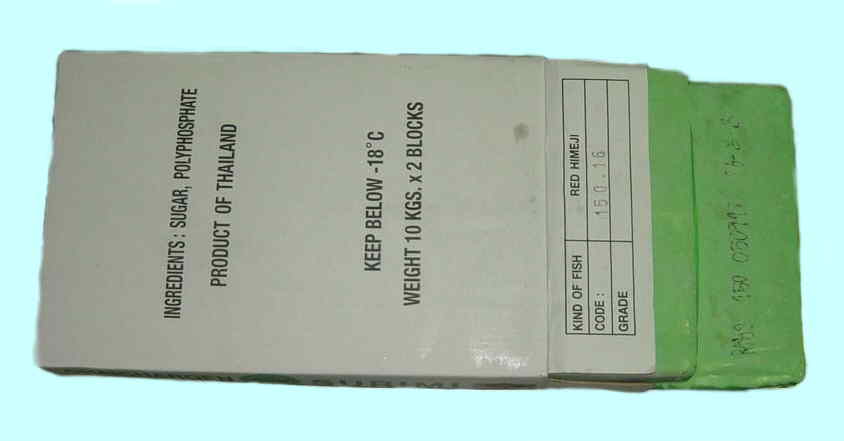 INGREDIENTS : SUGAR, POLYPHOSPHATE
PRODUCT OF THAILAND
KEEP BELOW -18°C
WEIGHT 10 KGS. x 2 BLOCKS
KIND OF FISH RED HIMEJI
CODE : 150.16
GRADE
SURIMI